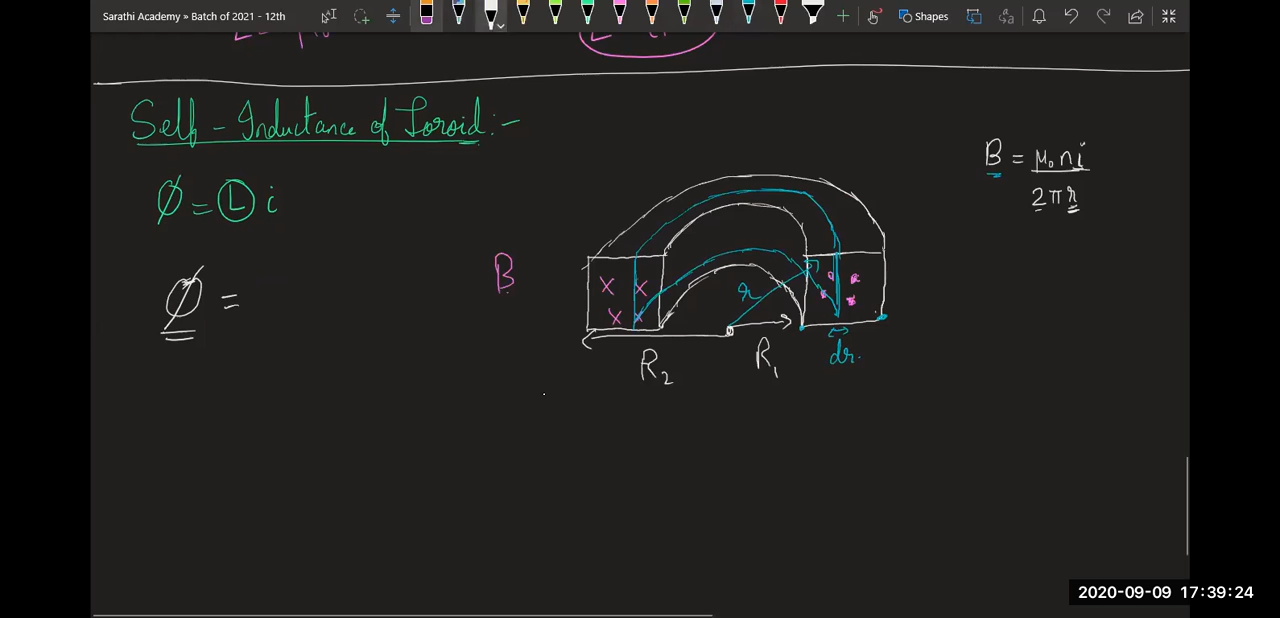 Sarathi Academy » Batch of 2021 - 12th
Shapes
Self - Inductance of Toroid :-
B = μ₀ni
2πr
ϕ = L i
B
ϕ =
x x
x x
r
R₂
R₁
dr
2020-09-09 17:39:24